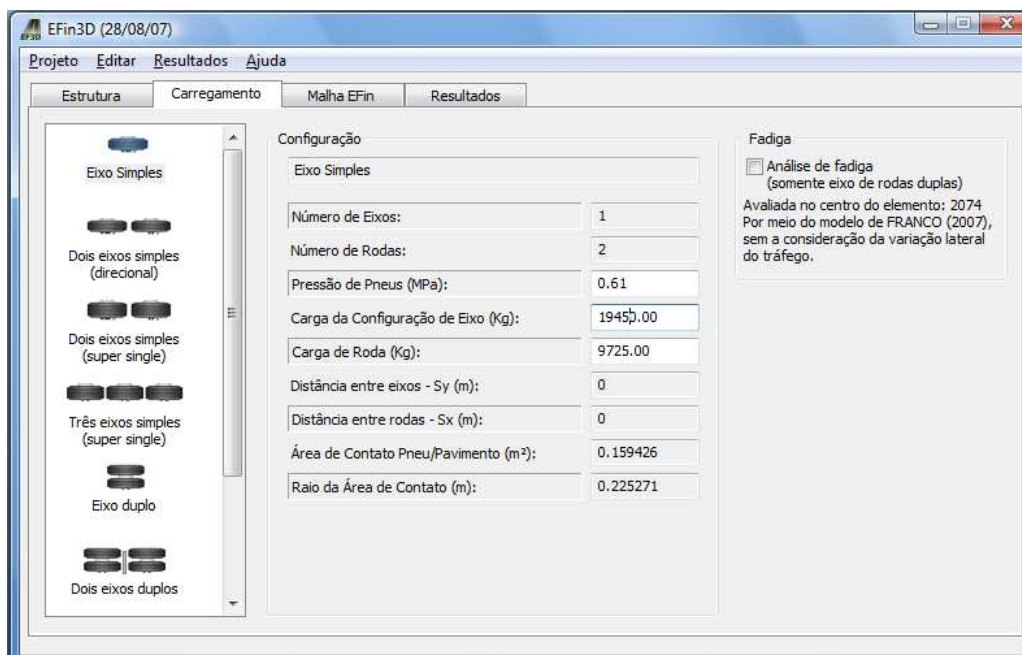 EF3D
EFin3D (28/08/07)
Projeto Editar Resultados Ajuda
Estrutura Carregamento Malha EFin Resultados
Eixo Simples
Dois eixos simples
(direcional)
Dois eixos simples
(super single)
Três eixos simples
(super single)
Eixo duplo
Dois eixos duplos
Configuração
Eixo Simples
Número de Eixos: 1
Número de Rodas: 2
Pressão de Pneus (MPa): 0.61
Carga da Configuração de Eixo (Kg): 19450.00
Carga de Roda (Kg): 9725.00
Distância entre eixos - Sy (m): 0
Distância entre rodas - Sx (m): 0
Área de Contato Pneu/Pavimento (m²): 0.159426
Raio da Área de Contato (m): 0.225271
Fadiga
Análise de fadiga
(somente eixo de rodas duplas)
Avaliada no centro do elemento: 2074
Por meio do modelo de FRANCO (2007),
sem a consideração da variação lateral
do tráfego.